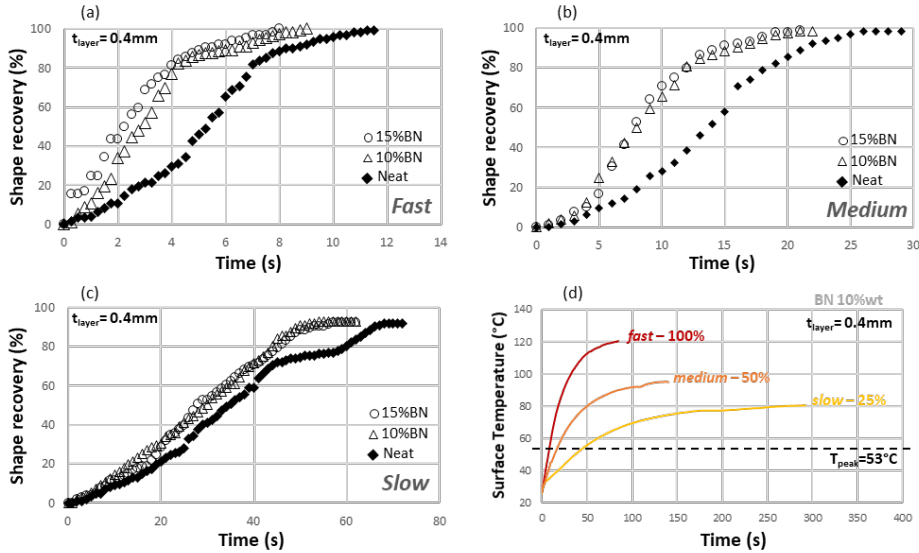 (a)
t_layer = 0.4mm
Shape recovery (%)
100
80
60
40
20
0
0 2 4 6 8 10 12 14
Time (s)
15%BN
10%BN
Neat
Fast
(b)
t_layer = 0.4mm
Shape recovery (%)
100
80
60
40
20
0
0 5 10 15 20 25 29
Time (s)
15%BN
10%BN
Neat
Medium
(c)
t_layer = 0.4mm
Shape recovery (%)
100
80
60
40
20
0
0 20 40 60 80
Time (s)
15%BN
10%BN
Neat
Slow
(d)
BN 10%wt
t_layer = 0.4mm
Surface Temperature (°C)
140
120
100
80
60
40
20
0 50 100 150 200 250 300 350 400
Time (s)
fast – 100%
medium – 50%
slow – 25%
T_peak=53°C